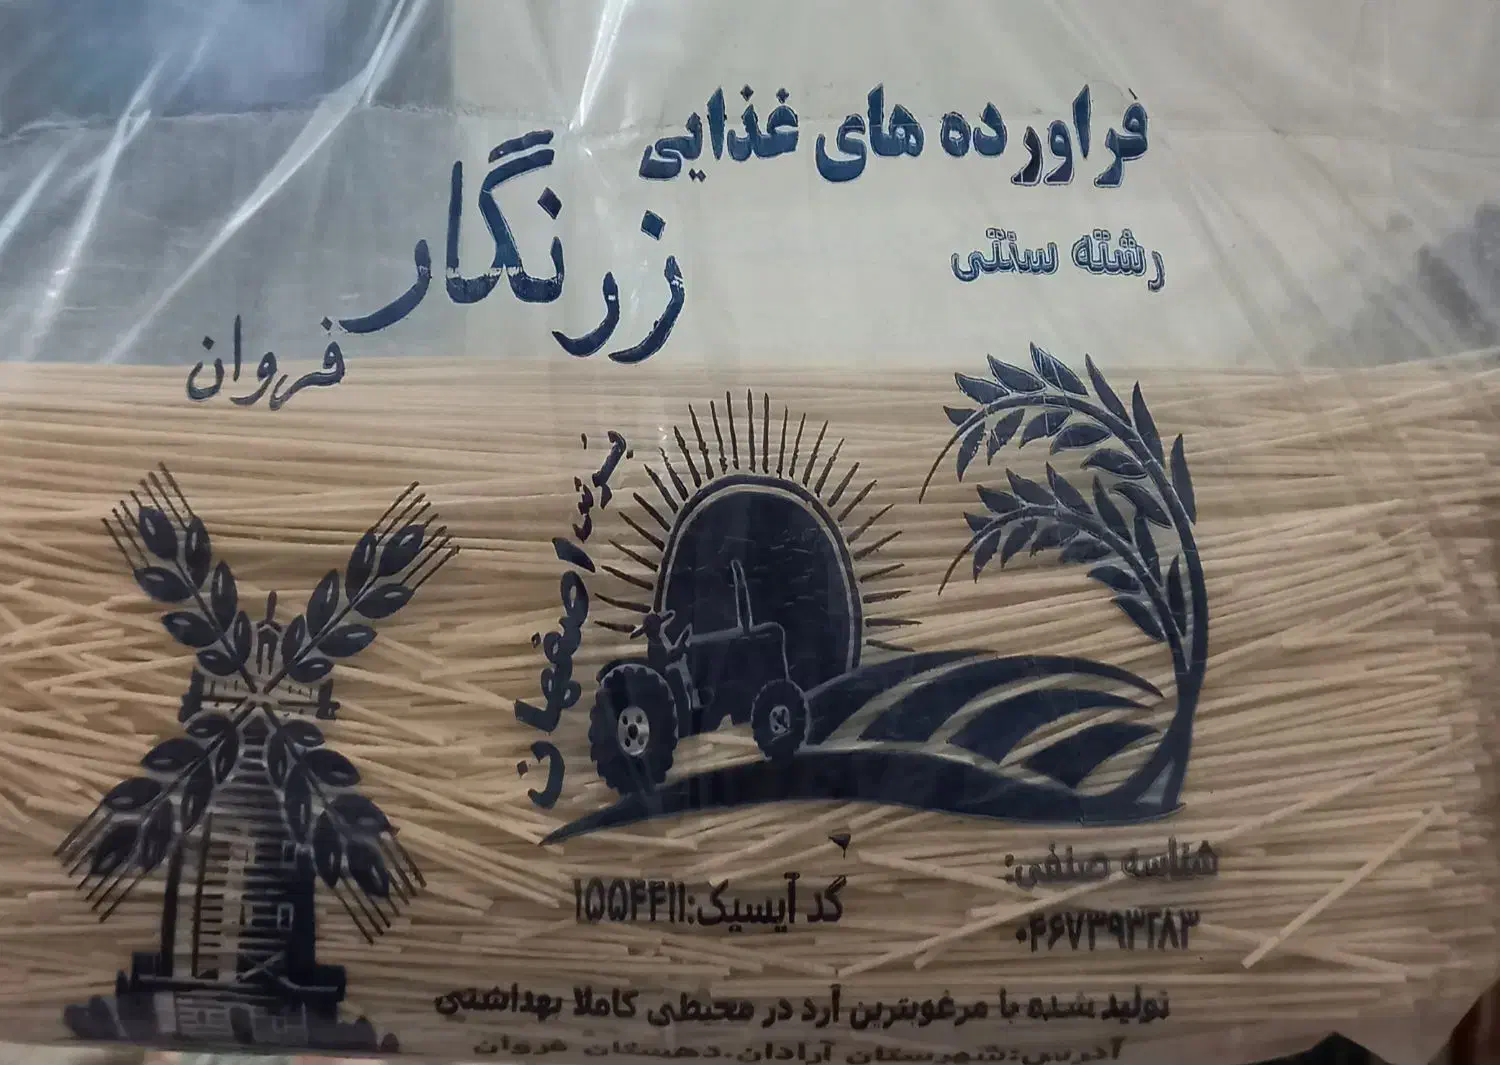 فراورده های غذایی
رشته سنتی
زرنگار
فروان
خرس اصفهان
شناسه صنفی:
۰۴۶۷۳۹۳۲۸۳
کد آیسیک:۱۵۵۴۴۱۱
تولید شده با مرغوبترین آرد در محیطی کاملا بهداشتی
آدرس:شهرستان آرادان.دهستان فروان